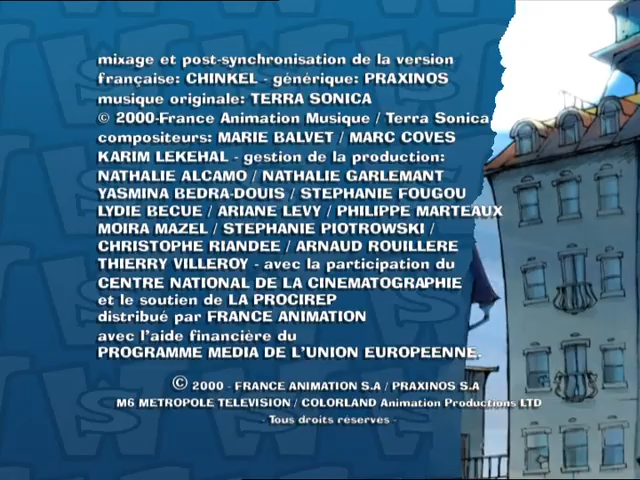 mixage et post-synchronisation de la version
française: CHINKEL - générique: PRAXINOS
musique originale: TERRA SONICA
© 2000-France Animation Musique / Terra Sonica
compositeurs: MARIE BALVET / MARC COVES
KARIM LEKEHAL - gestion de la production:
NATHALIE ALCAMO / NATHALIE GARLEMANT
YASMINA BEDRA-DOUIS / STEPHANIE FOUGOU
LYDIE BECUE / ARIANE LEVY / PHILIPPE MARTEAUX
MOIRA MAZEL / STEPHANIE PIOTROWSKI /
CHRISTOPHE RIANDEE / ARNAUD ROUILLERE
THIERRY VILLEROY - avec la participation du
CENTRE NATIONAL DE LA CINEMATOGRAPHIE
et le soutien de LA PROCIREP
distribué par FRANCE ANIMATION
avec l'aide financière du
PROGRAMME MEDIA DE L'UNION EUROPEENNE.
© 2000 - FRANCE ANIMATION S.A / PRAXINOS S.A
M6 METROPOLE TELEVISION / COLORLAND Animation Productions LTD
- Tous droits réservés -